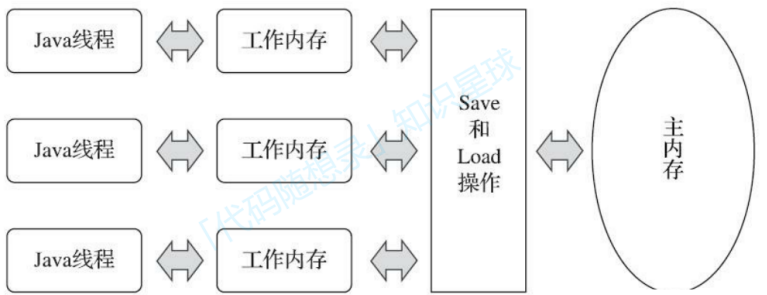 Java线程
工作内存
Java线程
工作内存
Java线程
工作内存
Save
和
Load
操作
主内存
「代码随想录」知识星球